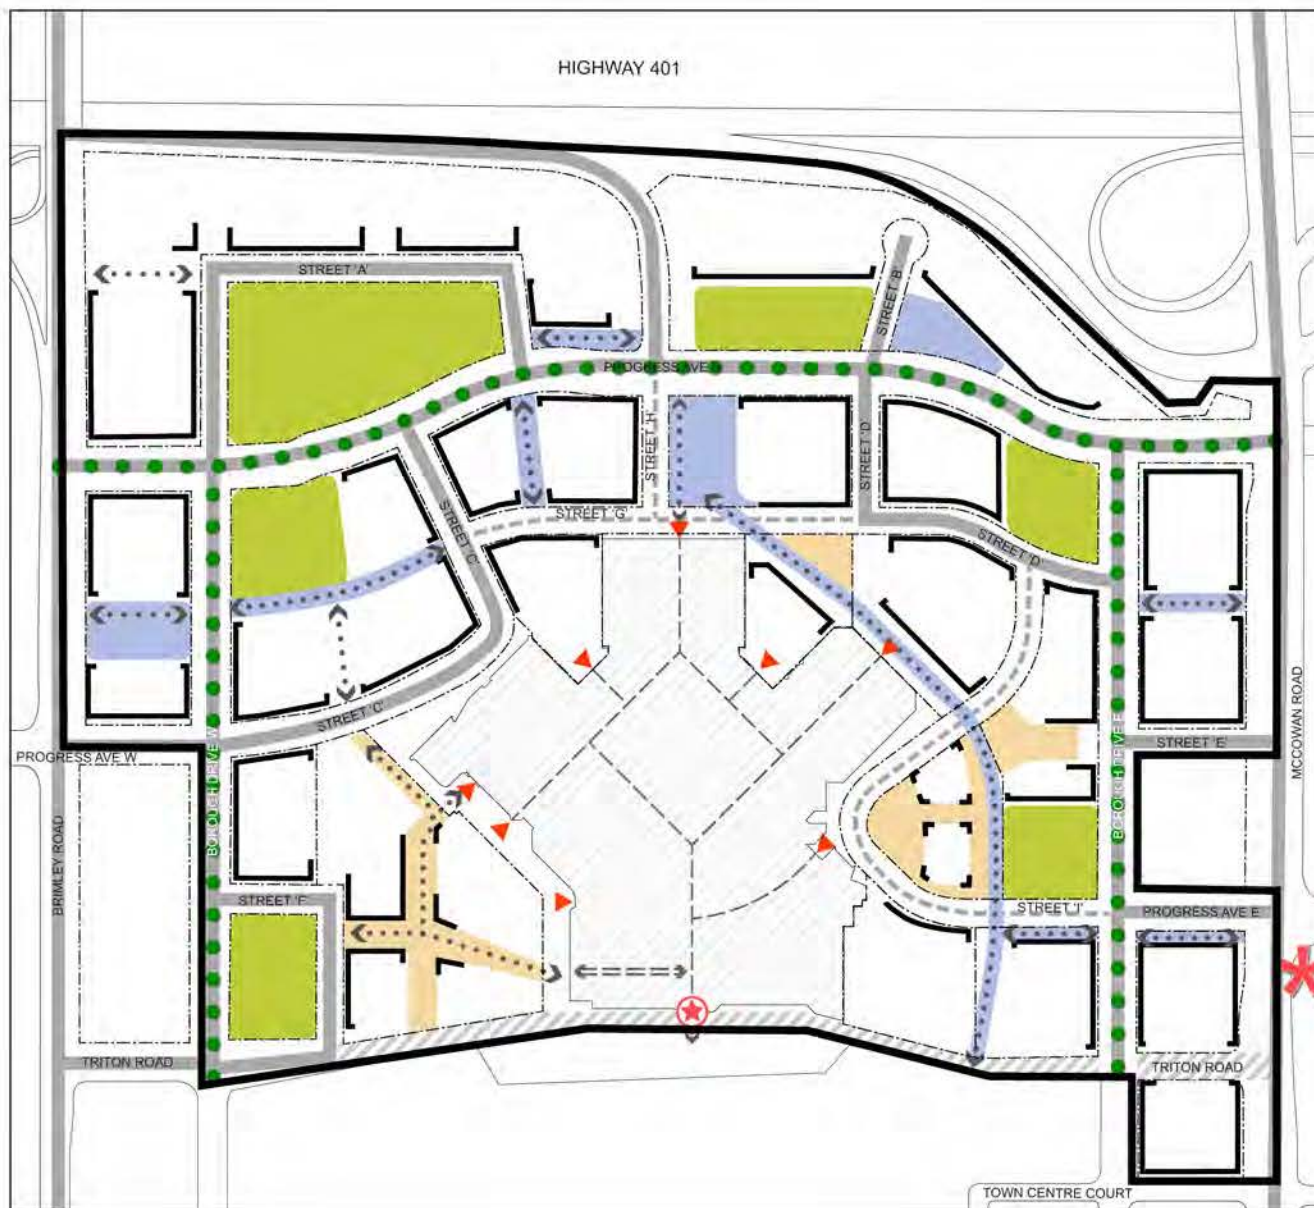 HIGHWAY 401
STREET 'A'
STREET 'B'
PROGRESS AVE
STREET 'H'
STREET 'D'
STREET 'G'
STREET 'C'
STREET 'D'
MCCOWAN ROAD
STREET 'C'
STREET 'E'
PROGRESS AVE W
BOROUGH DRIVE W
BOROUGH DRIVE E
BRIMLEY ROAD
STREET 'F'
STREET 'I'
PROGRESS AVE E
TRITON ROAD
TRITON ROAD
TOWN CENTRE COURT